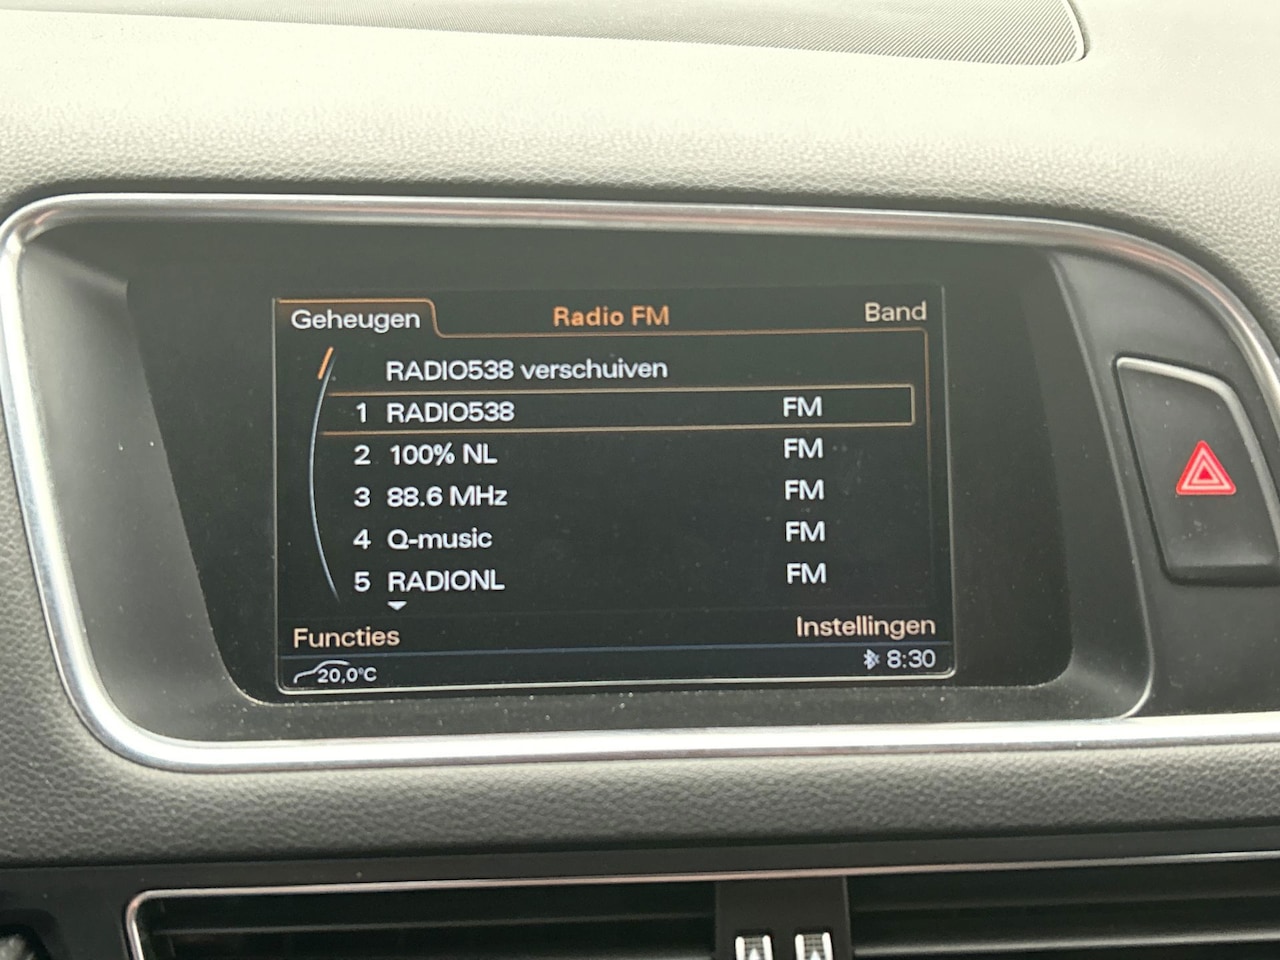 Geheugen Radio FM Band
RADIO538 verschuiven
1 RADIO538 FM
2 100% NL FM
3 88.6 MHz FM
4 Q-music FM
5 RADIONL FM
Functies Instellingen
20,0°C 8:30